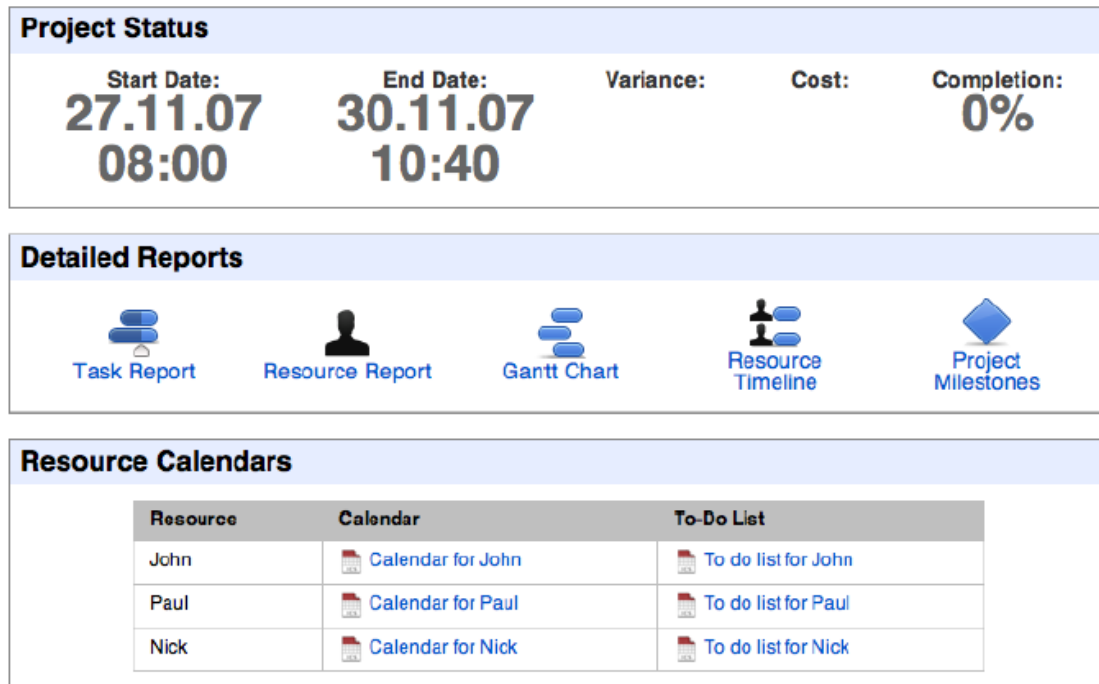 Project Status
Start Date: End Date: Variance: Cost: Completion:
27.11.07 30.11.07 0%
08:00 10:40
Detailed Reports
Task Report Resource Report Gantt Chart Resource Timeline Project Milestones
Resource Calendars
Resource Calendar To-Do List
John Calendar for John To do list for John
Paul Calendar for Paul To do list for Paul
Nick Calendar for Nick To do list for Nick